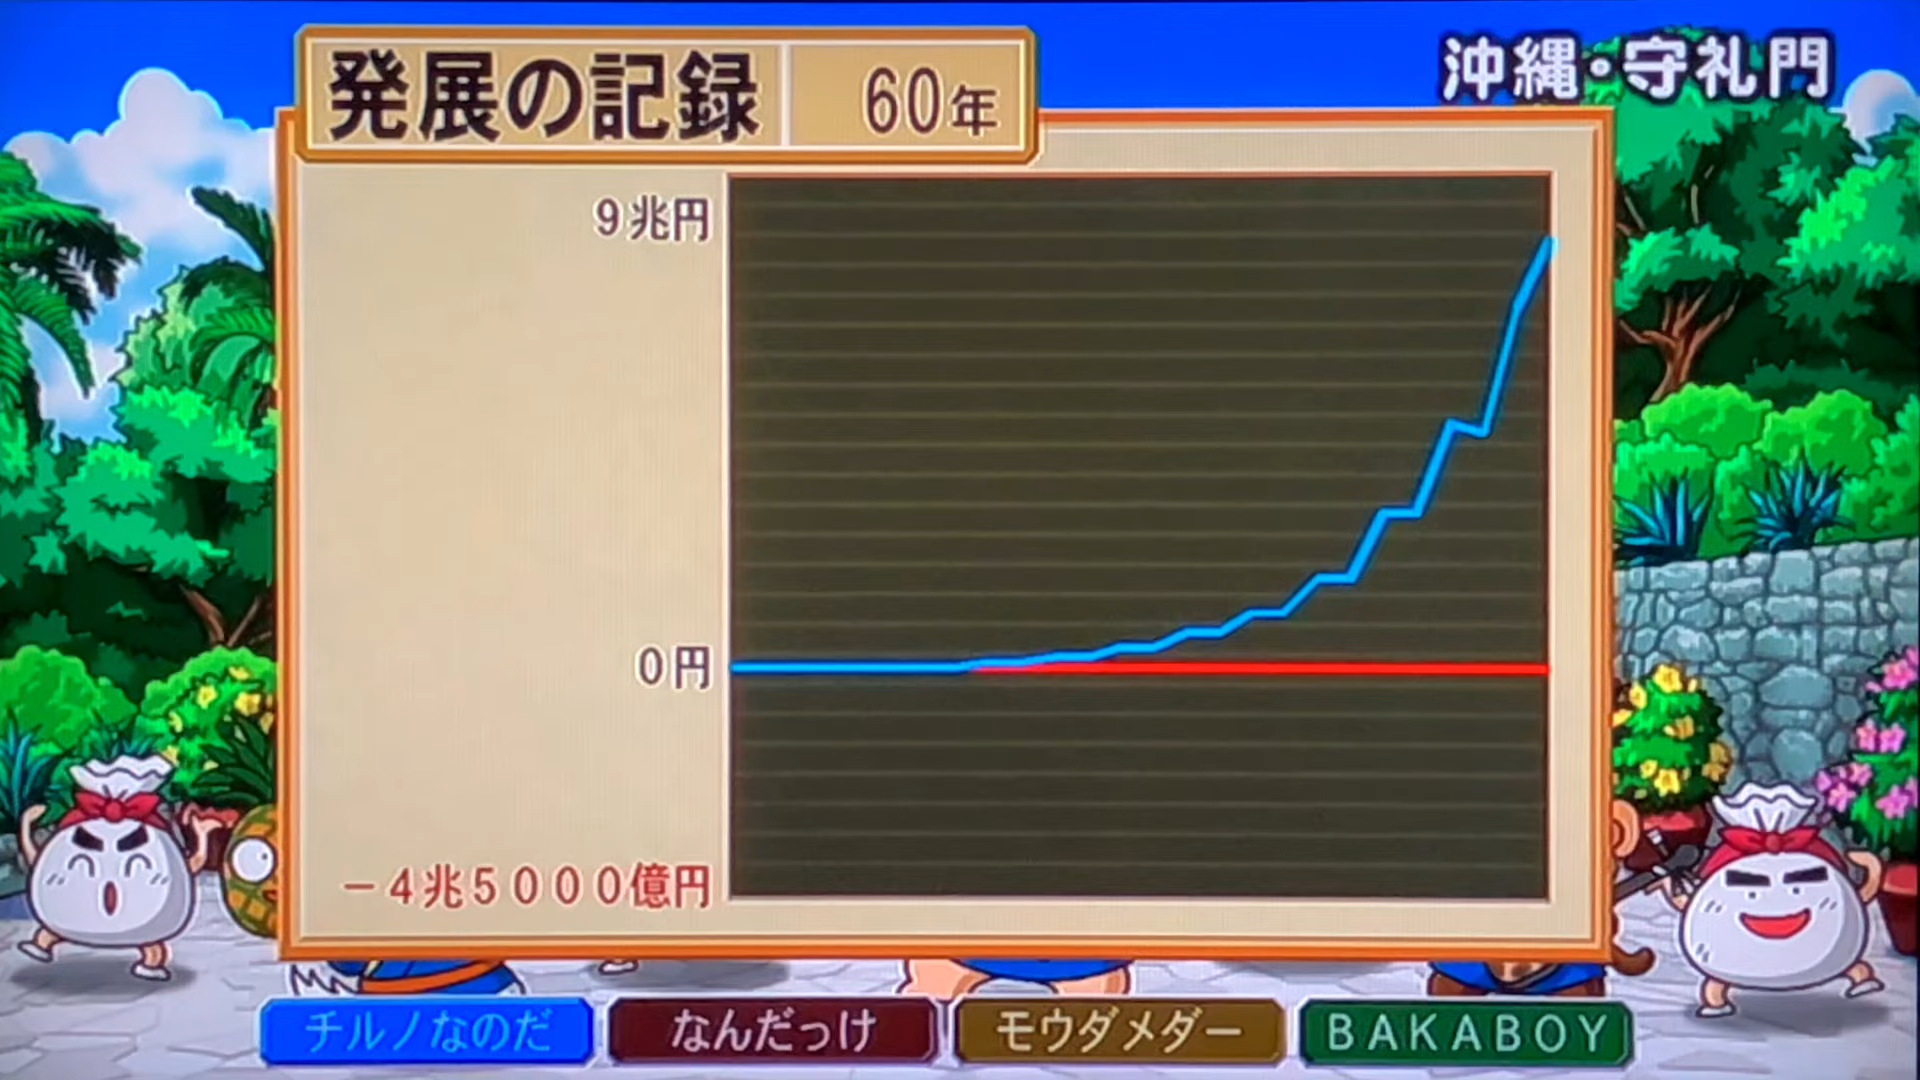 発展の記録 60年
沖縄・守礼門
9兆円
0円
－4兆5000億円
チルノなのだ なんだっけ モウダメダー BAKABOY